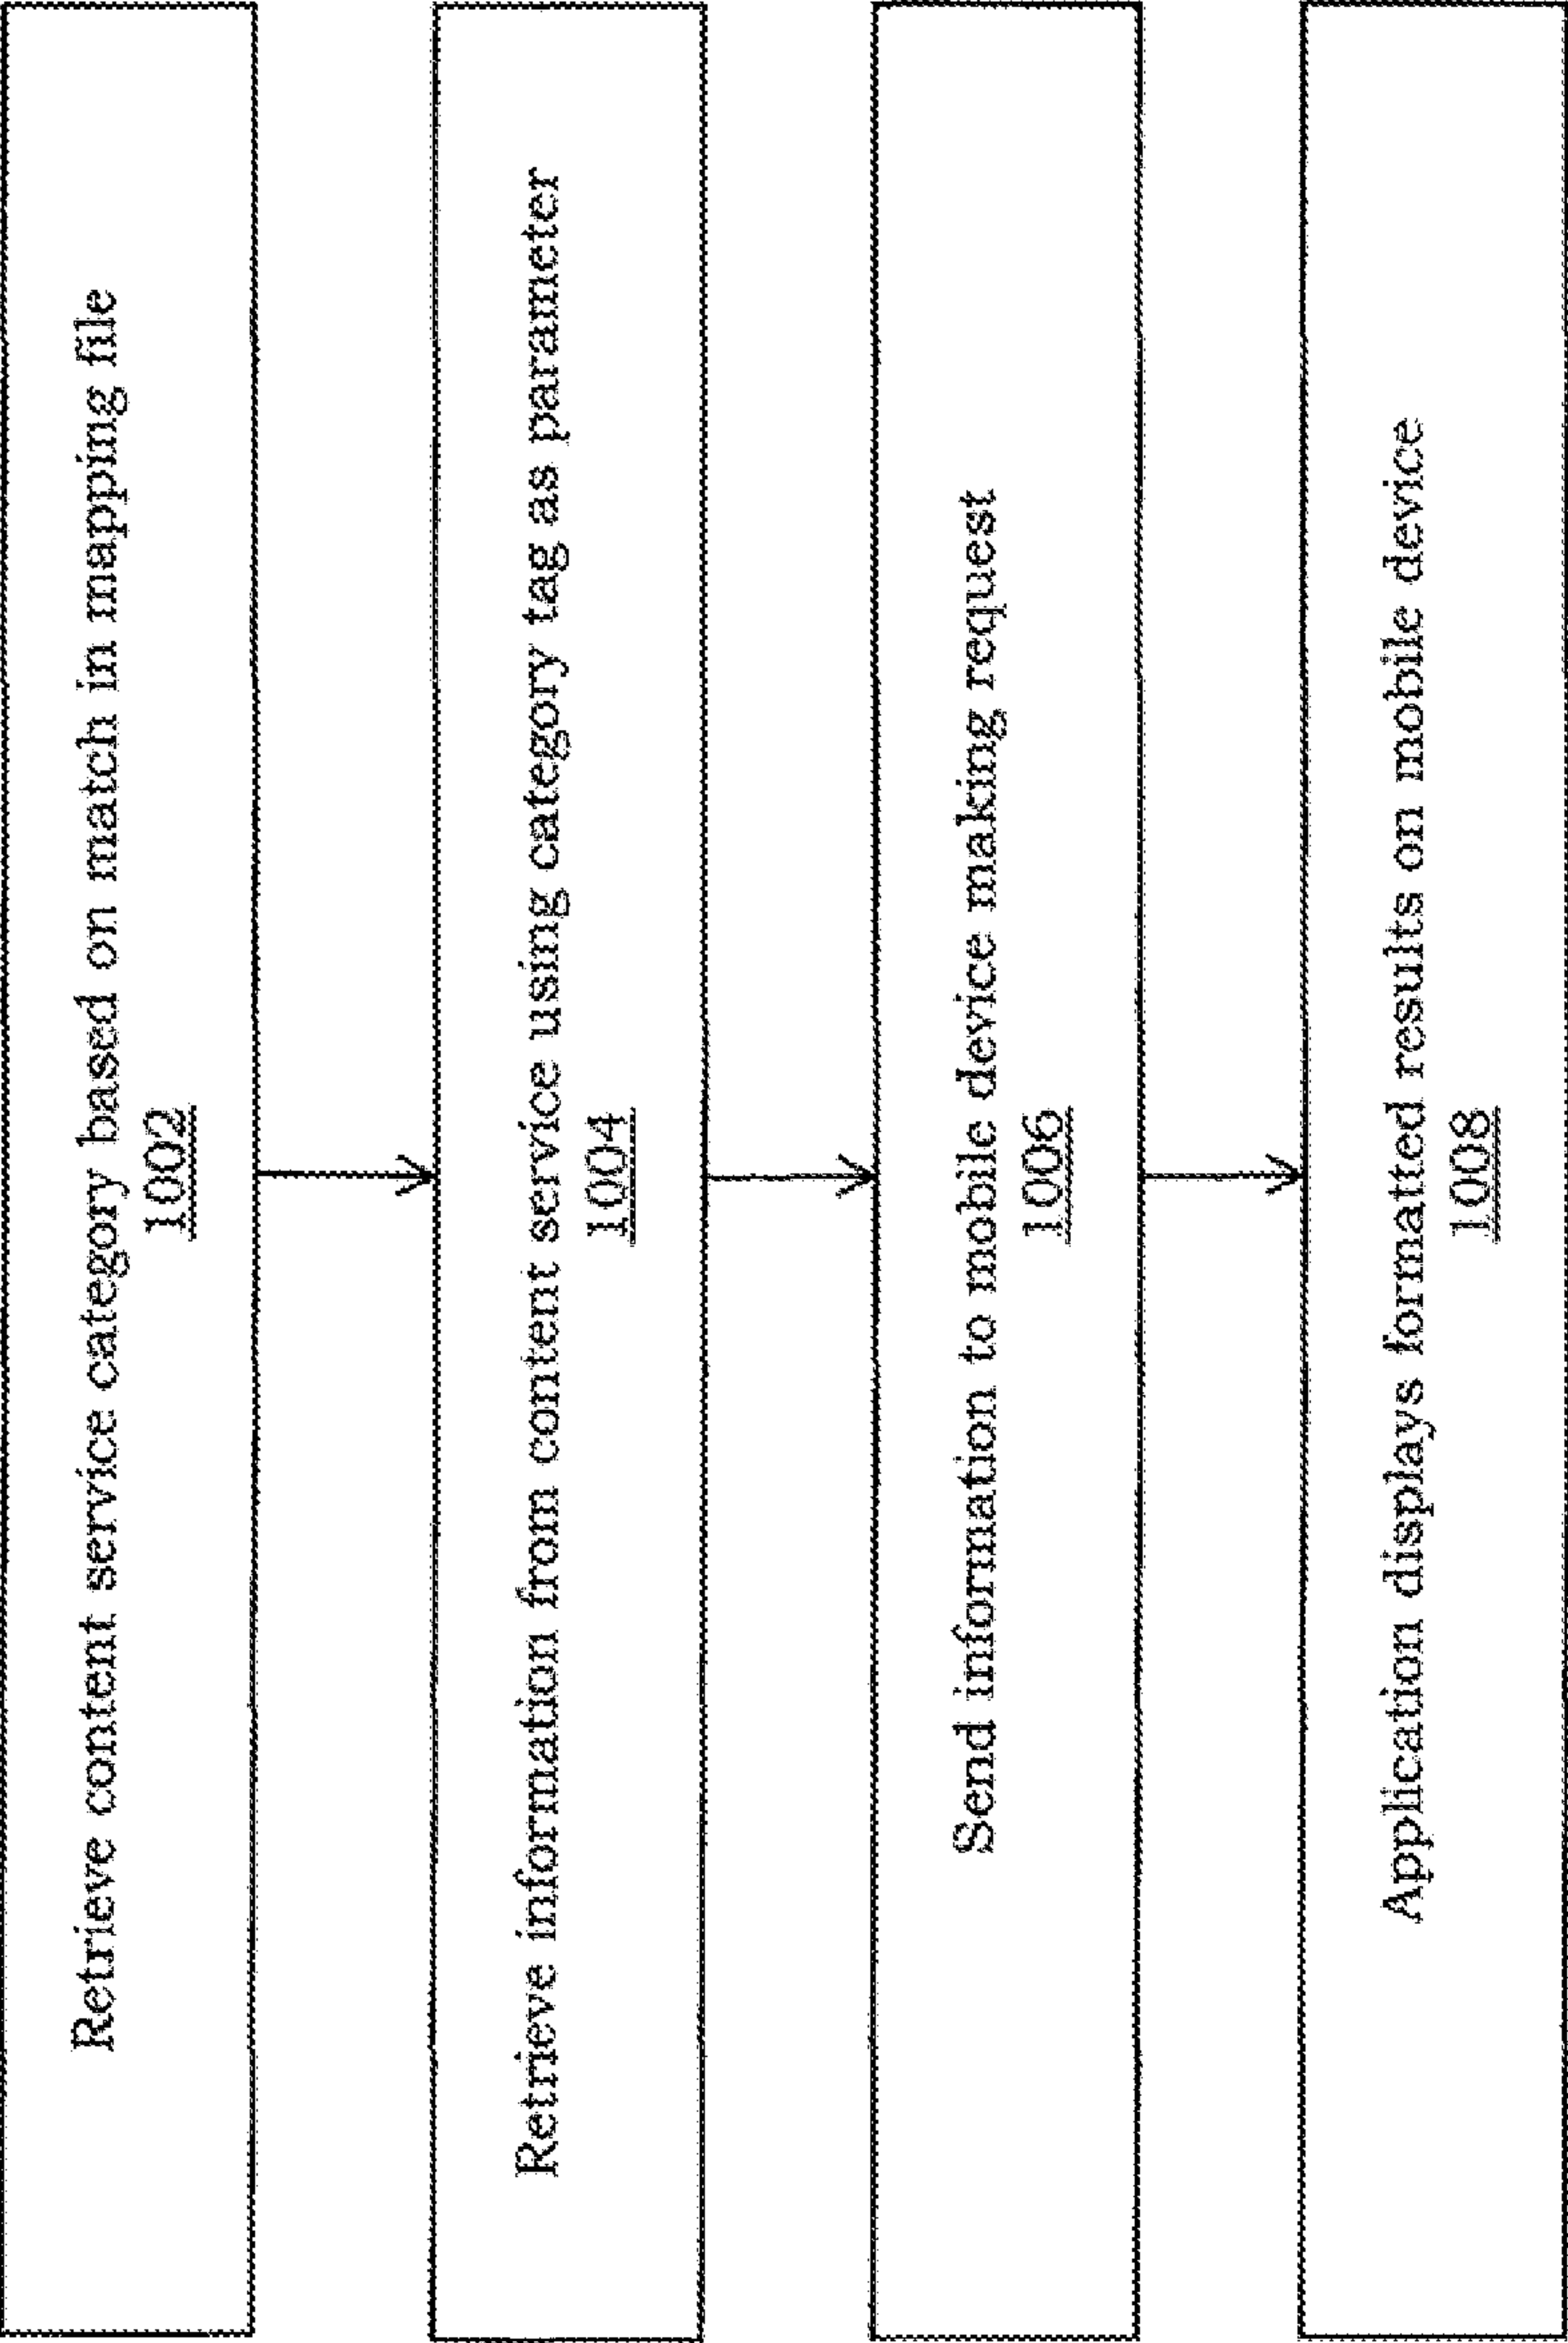 Retrieve content service category based on match in mapping file
1002
Retrieve information from content service using category tag as parameter
1004
Send information to mobile device making request
1006
Application displays formatted results on mobile device
1008